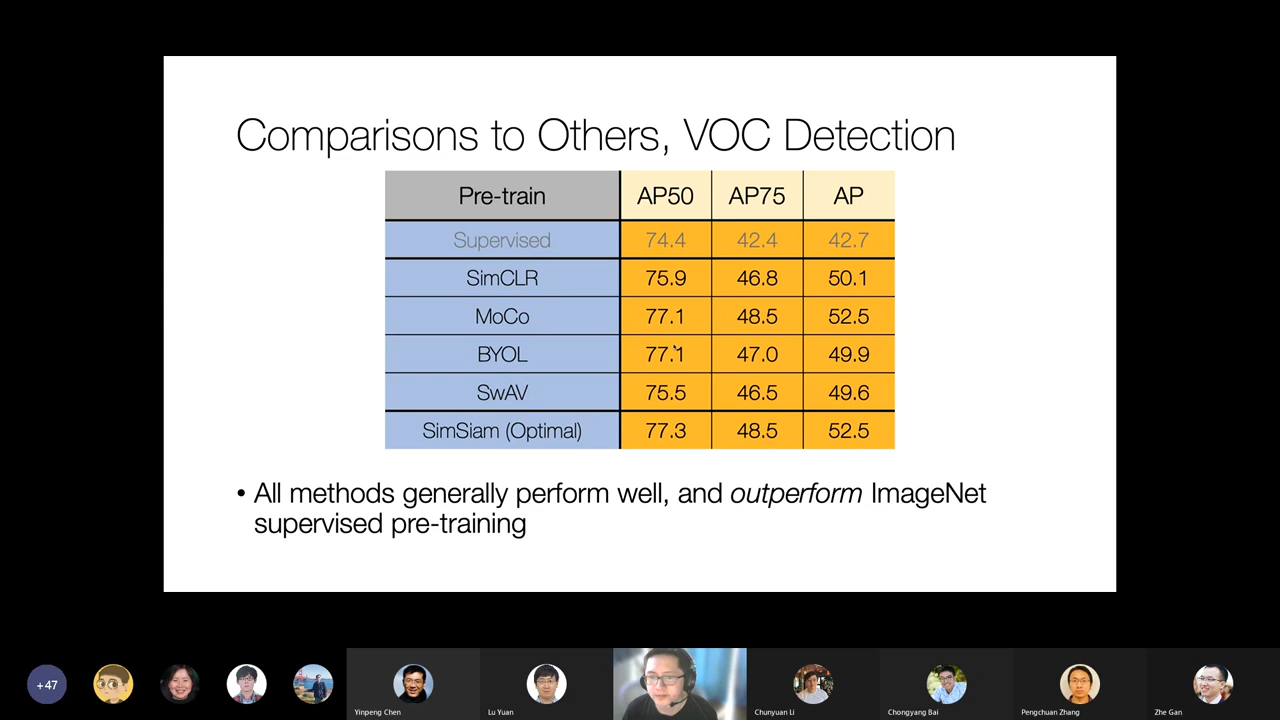 Comparisons to Others, VOC Detection
Pre-train AP50 AP75 AP
Supervised 74.4 42.4 42.7
SimCLR 75.9 46.8 50.1
MoCo 77.1 48.5 52.5
BYOL 77.1 47.0 49.9
SwAV 75.5 46.5 49.6
SimSiam (Optimal) 77.3 48.5 52.5
• All methods generally perform well, and outperform ImageNet
supervised pre-training
+47
Yinpeng Chen
Lu Yuan
Chunyuan Li
Chongyang Bai
Pengchuan Zhang
Zhe Gan